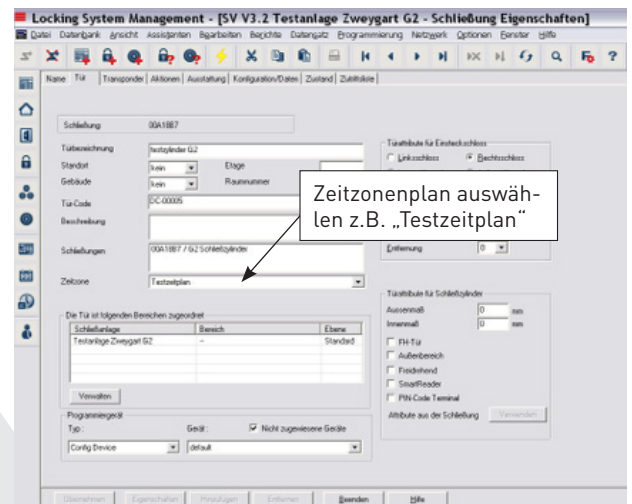 Locking System Management - [SV V3.2 Testanlage Zweygart G2 - Schließung Eigenschaften]
Datei Datenbank Ansicht Assistenten Bearbeiten Berichte Datensatz Programmierung Netzwerk Optionen Fenster Hilfe
Name Tür Transponder Aktionen Ausstattung Konfiguration/Daten Zustand Zutrittsliste
Schließung 00A18B7
Türbezeichnung testzylinder G2
Standort kein Etage
Gebäude kein Raumnummer
Tür-Code DC-00005
Beschreibung
Schließungen 00A18B7 / G2 Schließzylinder
Zeitzone Testzeitplan
Die Tür ist folgenden Bereichen zugeordnet
Schließanlage Bereich Ebene
Testanlage Zweygart G2 -- Standard
Verwalten
Programmiergerät
Typ : Gerät : Nicht zugewiesene Geräte
Config Device default
Türattribute für Einsteckschloss
Linksschloss Rechtsschloss
Zeitzonenplan auswäh-
len z.B. „Testzeitplan“
Entfernung 0
Türattribute für Schließzylinder
Aussenmaß 0 mm
Innenmaß 0 mm
FH-Tür
Außenbereich
Freidrehend
SmartReader
PIN-Code Terminal
Attribute aus der Schließung Verwenden
Übernehmen Eigenschaften Hinzufügen Entfernen Beenden Hilfe